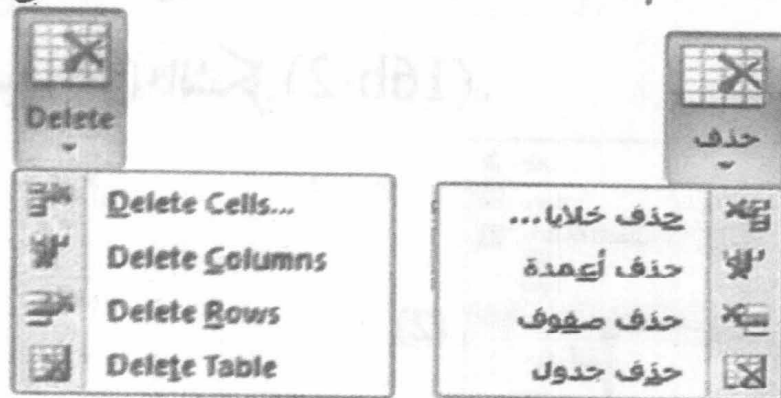 Delete
Delete Cells...
Delete Columns
Delete Rows
Delete Table
حذف
حذف خلايا...
حذف أعمدة
حذف صفوف
حذف جدول